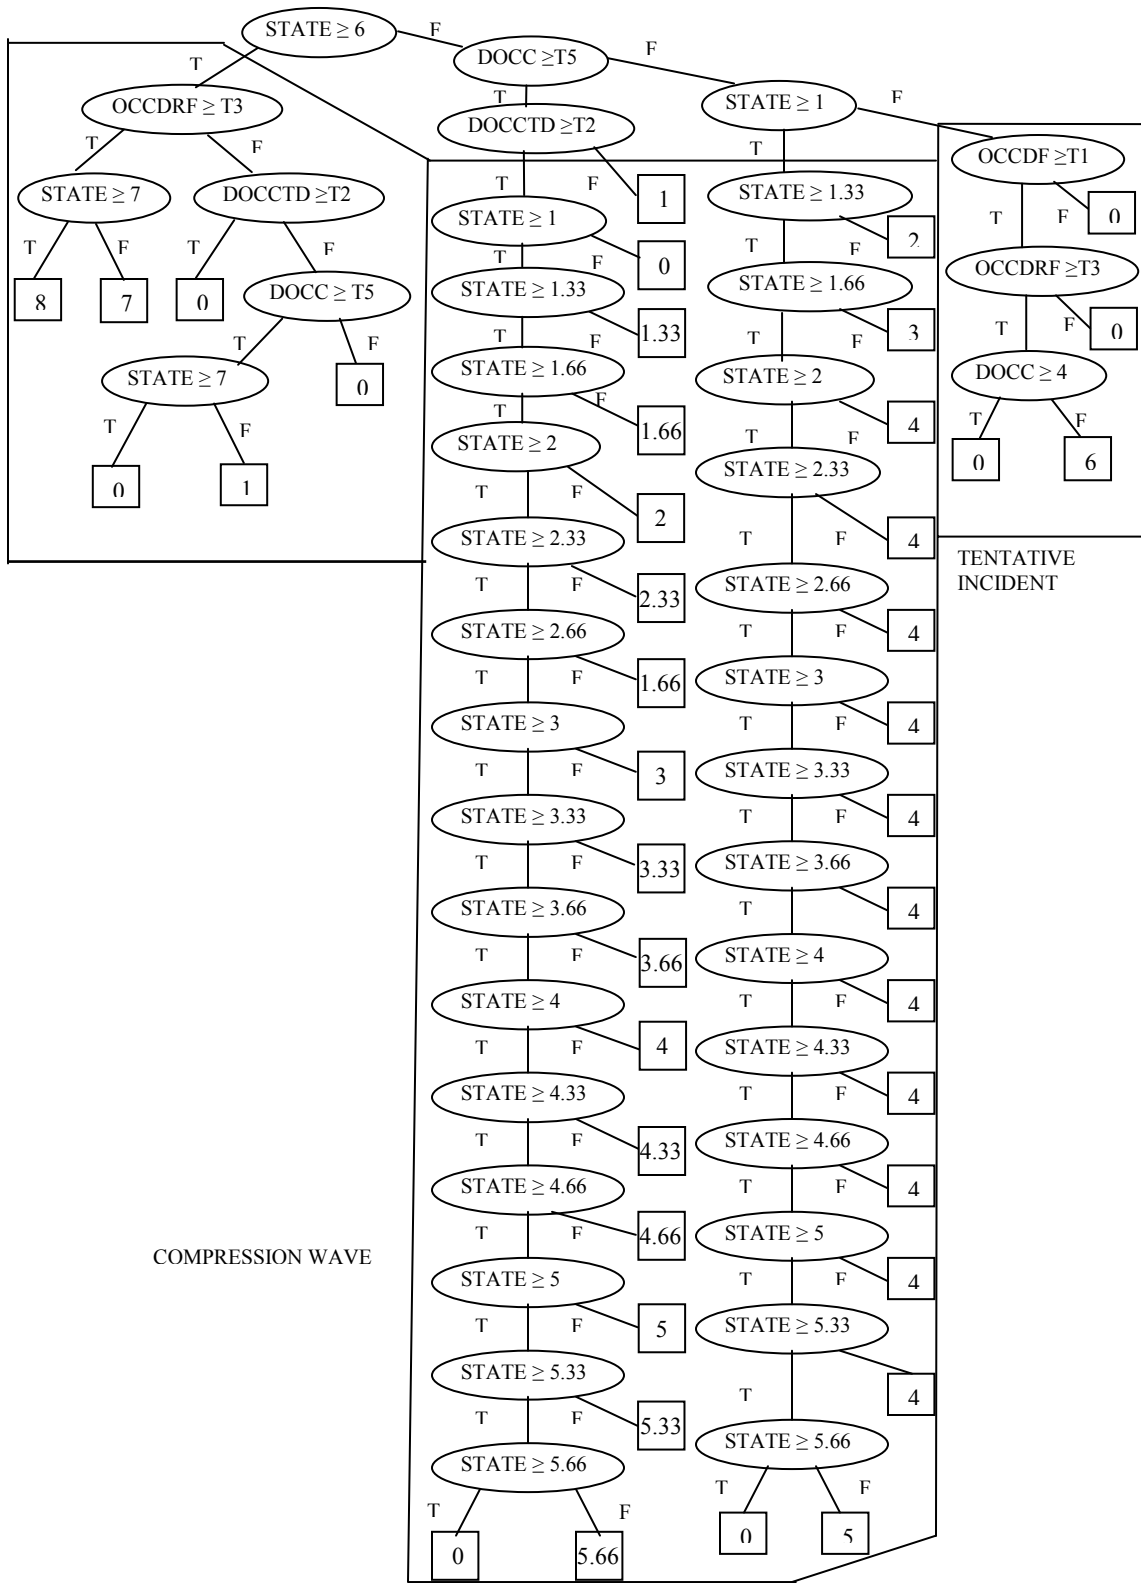 STATE ≥ 6
F
T
DOCC ≥T5
F
T
OCCDRF ≥ T3
T
F
DOCCTD ≥T2
T
F
STATE ≥ 1
T
F
OCCDF ≥T1
T
F
0
STATE ≥ 7
T
F
8
7
DOCCTD ≥T2
T
F
0
DOCC ≥ T5
T
F
0
STATE ≥ 7
T
F
0
1
1
STATE ≥ 1
T
F
0
STATE ≥ 1.33
T
F
1.33
STATE ≥ 1.66
T
F
1.66
STATE ≥ 2
T
F
2
STATE ≥ 2.33
T
F
2.33
STATE ≥ 2.66
T
F
1.66
STATE ≥ 3
T
F
3
STATE ≥ 3.33
T
F
3.33
STATE ≥ 3.66
T
F
3.66
STATE ≥ 4
T
F
4
STATE ≥ 4.33
T
F
4.33
STATE ≥ 4.66
T
F
4.66
STATE ≥ 5
T
F
5
STATE ≥ 5.33
T
F
5.33
STATE ≥ 5.66
T
F
0
5.66
STATE ≥ 1.33
T
F
2
STATE ≥ 1.66
T
F
3
STATE ≥ 2
T
F
4
STATE ≥ 2.33
T
F
4
STATE ≥ 2.66
T
F
4
STATE ≥ 3
T
F
4
STATE ≥ 3.33
T
F
4
STATE ≥ 3.66
T
4
STATE ≥ 4
T
F
4
STATE ≥ 4.33
T
F
4
STATE ≥ 4.66
T
F
4
STATE ≥ 5
T
F
4
STATE ≥ 5.33
T
4
STATE ≥ 5.66
T
F
0
5
OCCDRF ≥T3
T
F
0
DOCC ≥ 4
T
F
0
6
TENTATIVE
INCIDENT
COMPRESSION WAVE